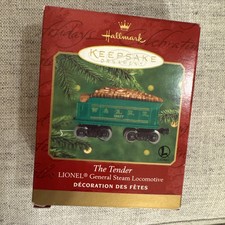 Hallmark
KEEPSAKE
ORNAMENT
The Tender
LIONEL® General Steam Locomotive
DÉCORATION DES FÊTES